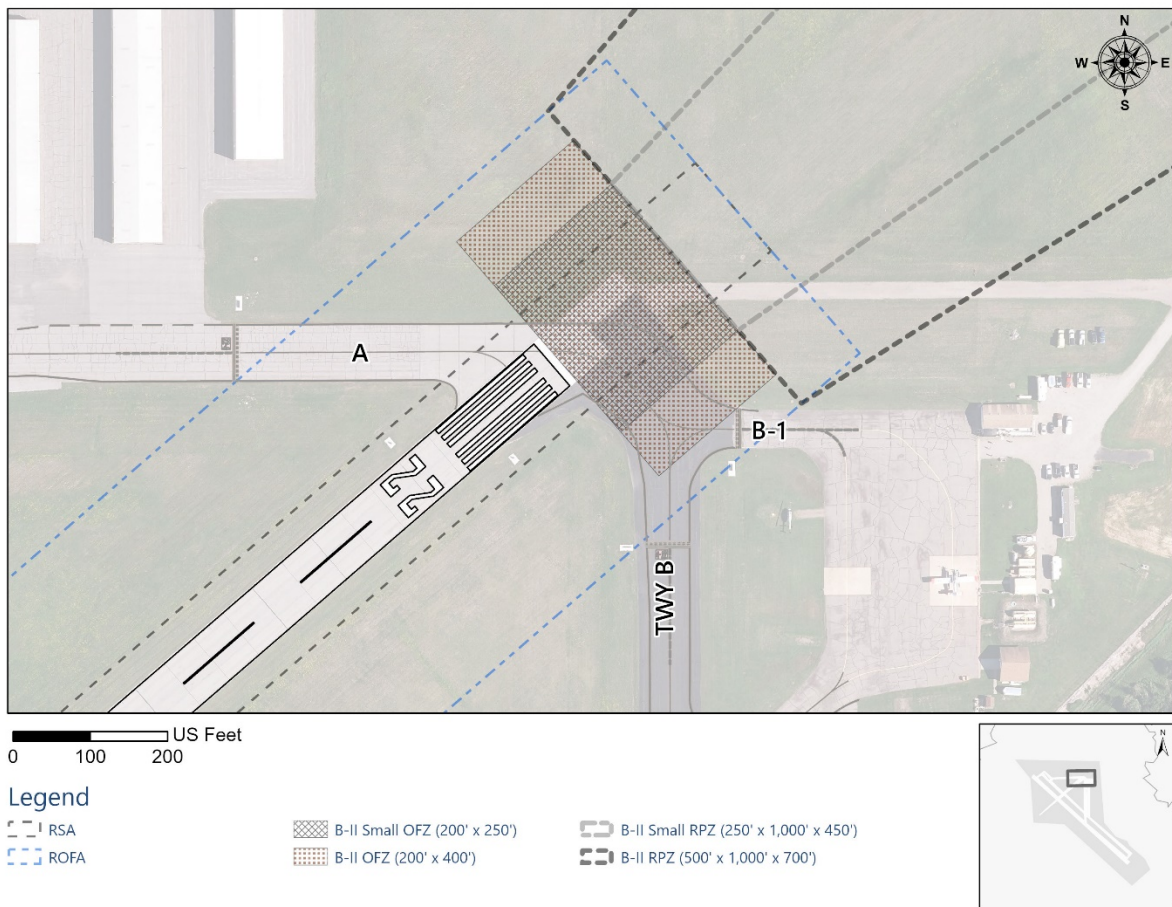 N
W E
S
A
B-1
22
TWY B
US Feet
0 100 200
N
Legend
RSA
B-II Small OFZ (200' x 250')
B-II Small RPZ (250' x 1,000' x 450')
ROFA
B-II OFZ (200' x 400')
B-II RPZ (500' x 1,000' x 700')